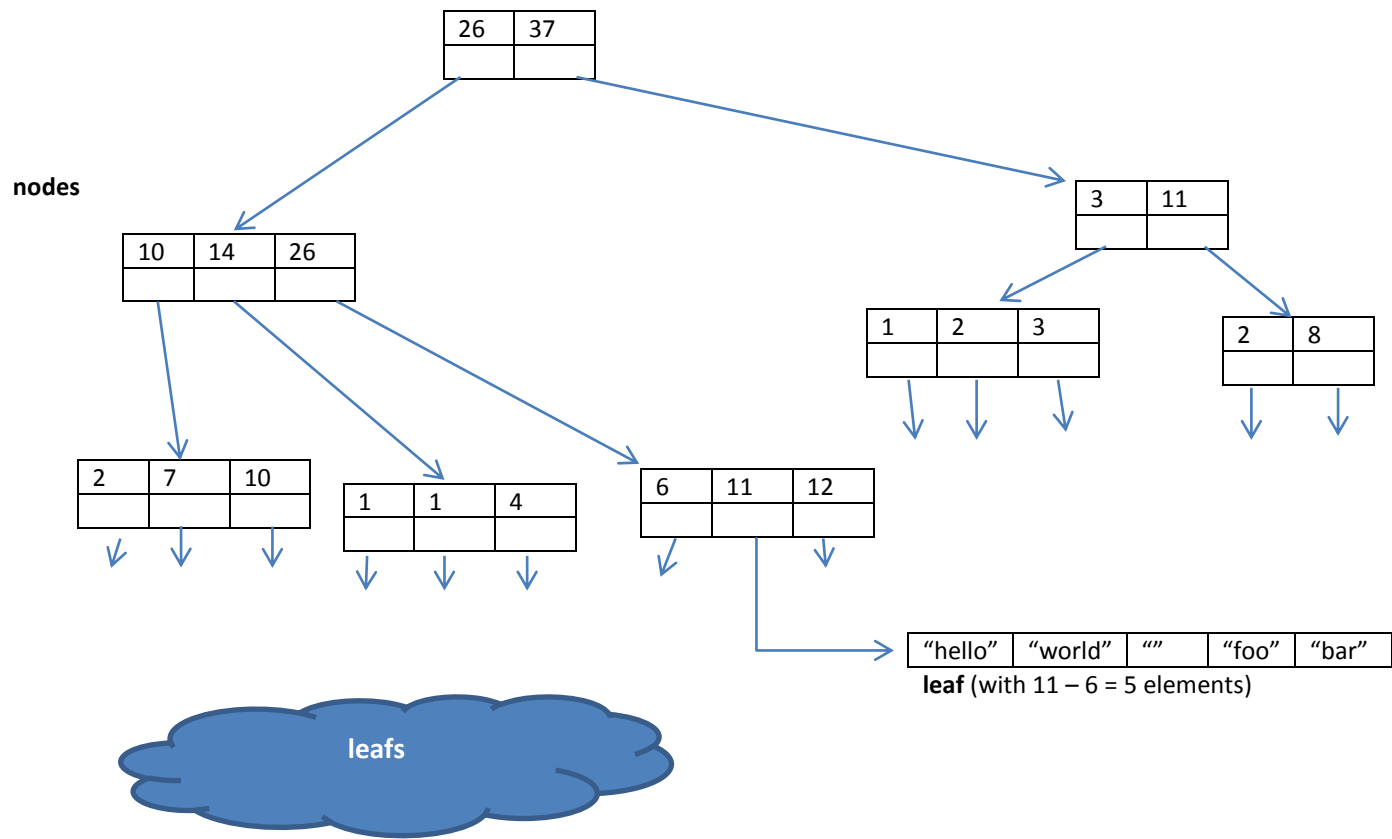 26 37
nodes
3 11
10 14 26
1 2 3
2 8
2 7 10
1 1 4
6 11 12
“hello” “world” “” “foo” “bar”
leaf (with 11 – 6 = 5 elements)
leafs